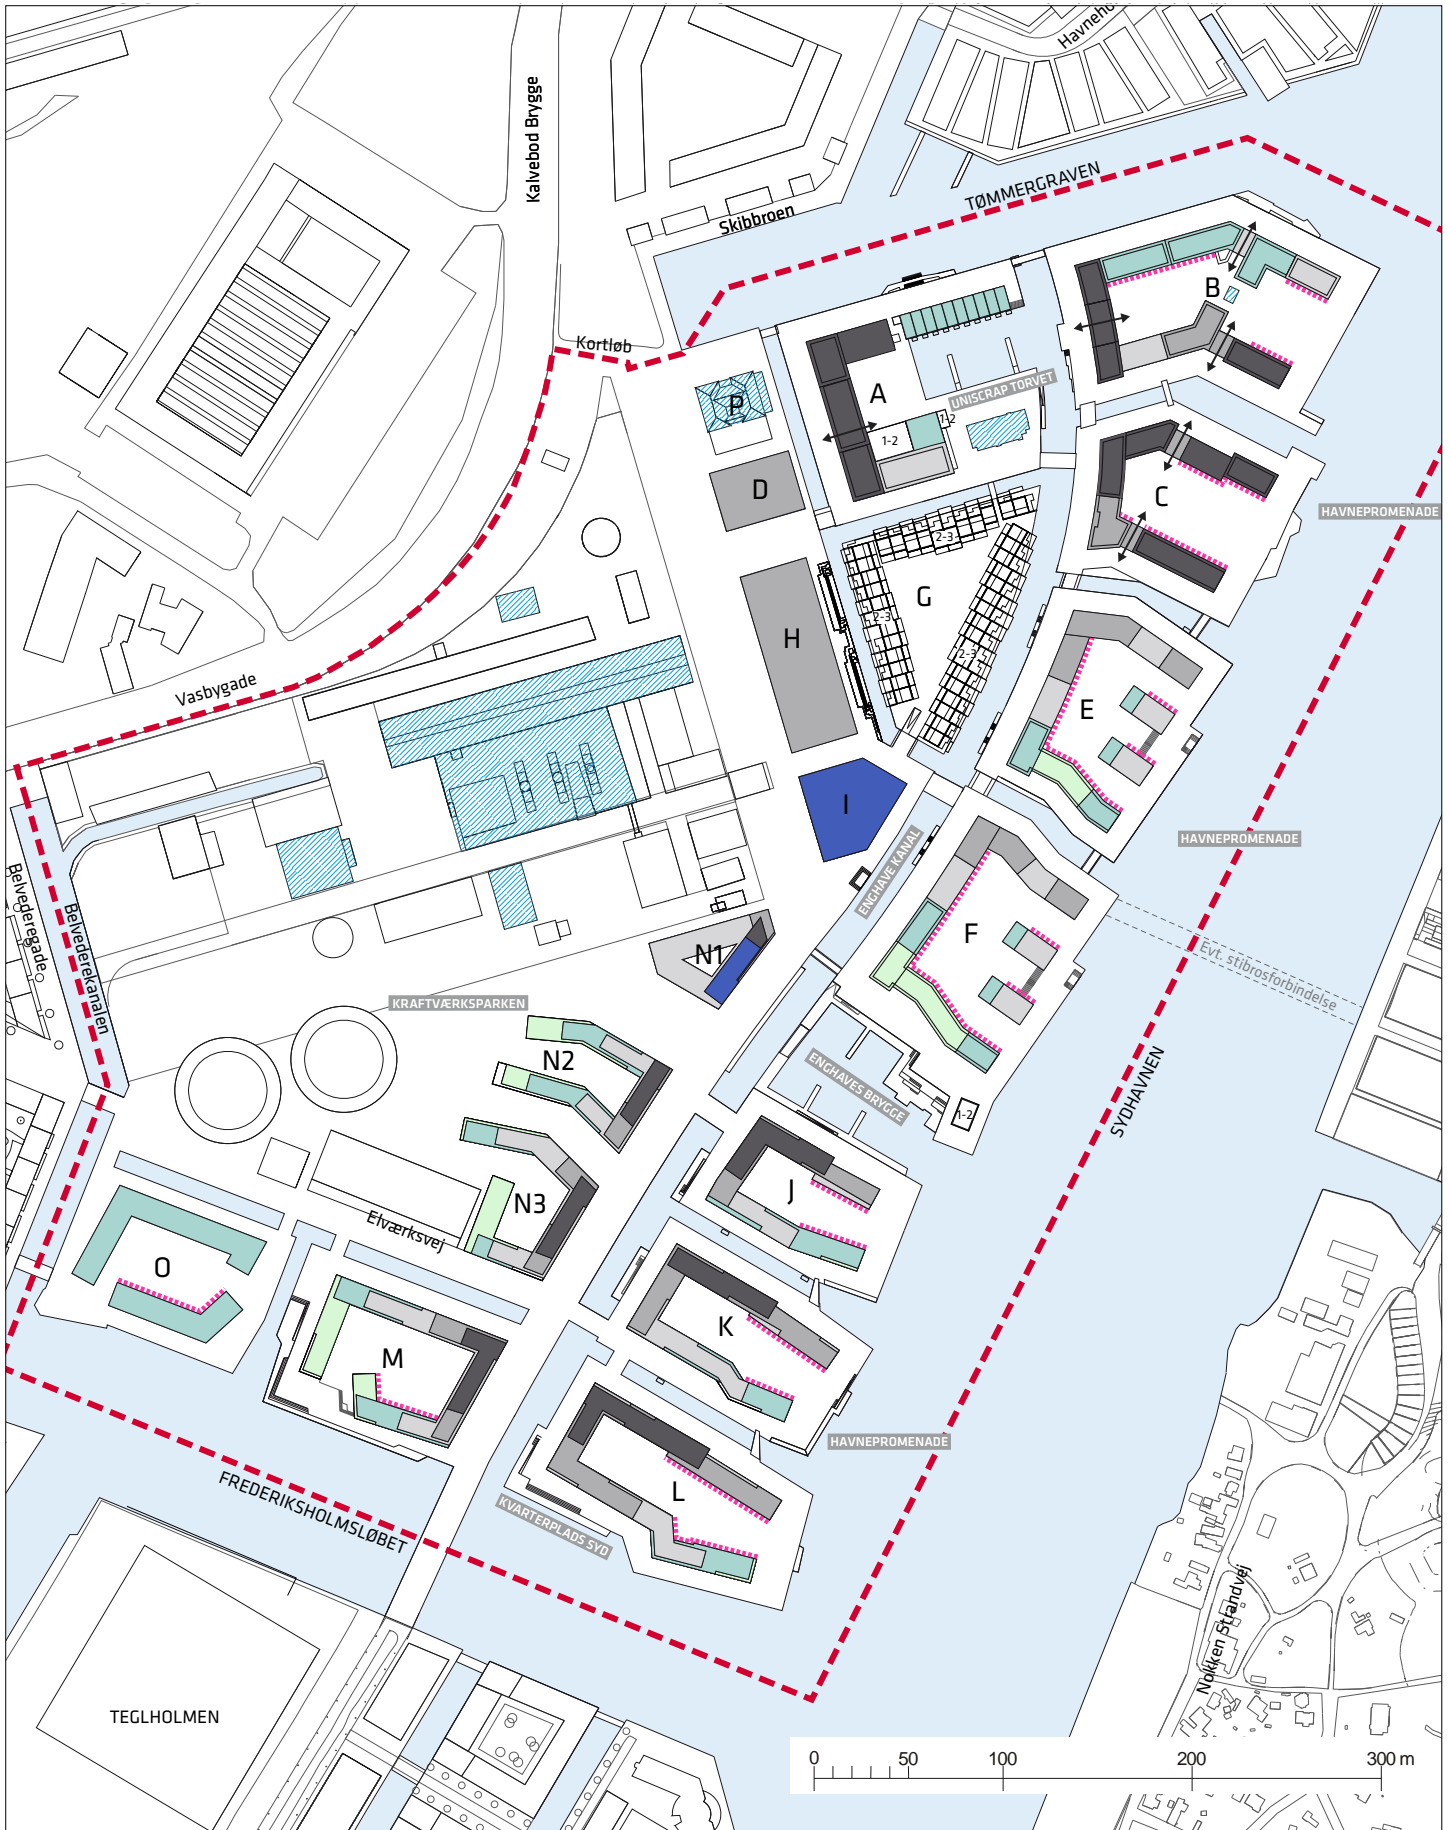 Havneho
Kalvebod Brygge
TØMMERGRAVEN
Skibbroen
B
Kortløb
UNISCRAP TORVET
P
A
1-2
1-2
D
C
HAVNEPROMENADE
2-3
G
2-3
H
2-3
Vasbygade
E
I
HAVNEPROMENADE
ENGHAVE KANAL
Belvederegade
Belvederekanalen
F
N1
Evt. stibrosforbindelse
KRAFTVÆRKSPARKEN
N2
ENGHAVES BRYGGE
1-2
SYDHAVNEN
J
N3
Elværksvej
O
K
M
HAVNEPROMENADE
L
KVARTERPLADS SYD
FREDERIKSHOLMSLØBET
Nokken Strandvej
TEGLHOLMEN
0 50 100 200 300 m